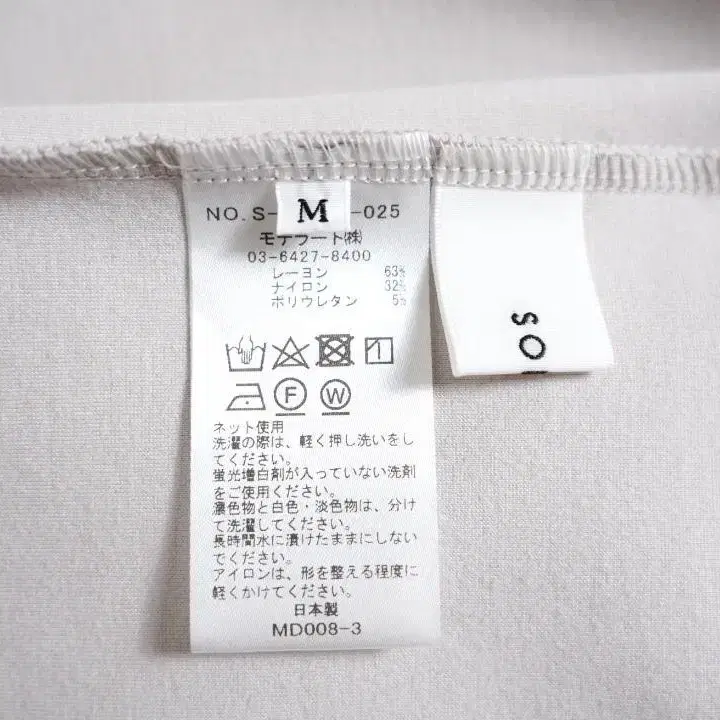 NO.S-
M
-025
モデラート㈱
03-6427-8400
レーヨン 63%
ナイロン 32%
ポリウレタン 5%
F W
ネット使用
洗濯の際は、軽く押し洗いをし
てください。
蛍光増白剤が入っていない洗剤
をご使用ください。
濃色物と白色・淡色物は、分け
て洗濯してください。
長時間水に漬けたままにしない
でください。
アイロンは、形を整える程度に
軽くかけてください。
日本製
MD008-3
OS